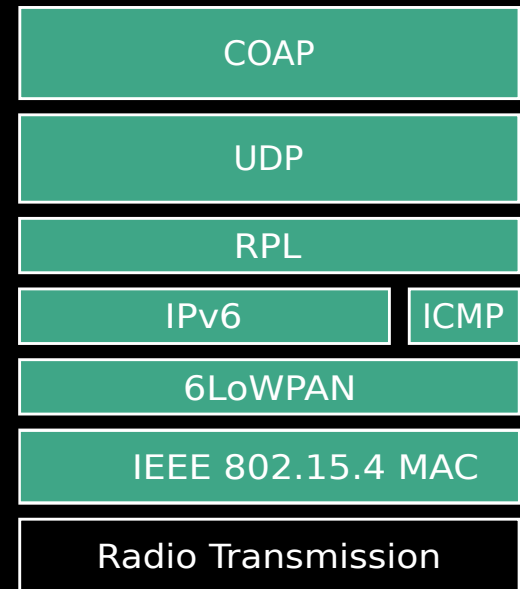 COAP
UDP
RPL
IPv6 ICMP
6LoWPAN
IEEE 802.15.4 MAC
Radio Transmission